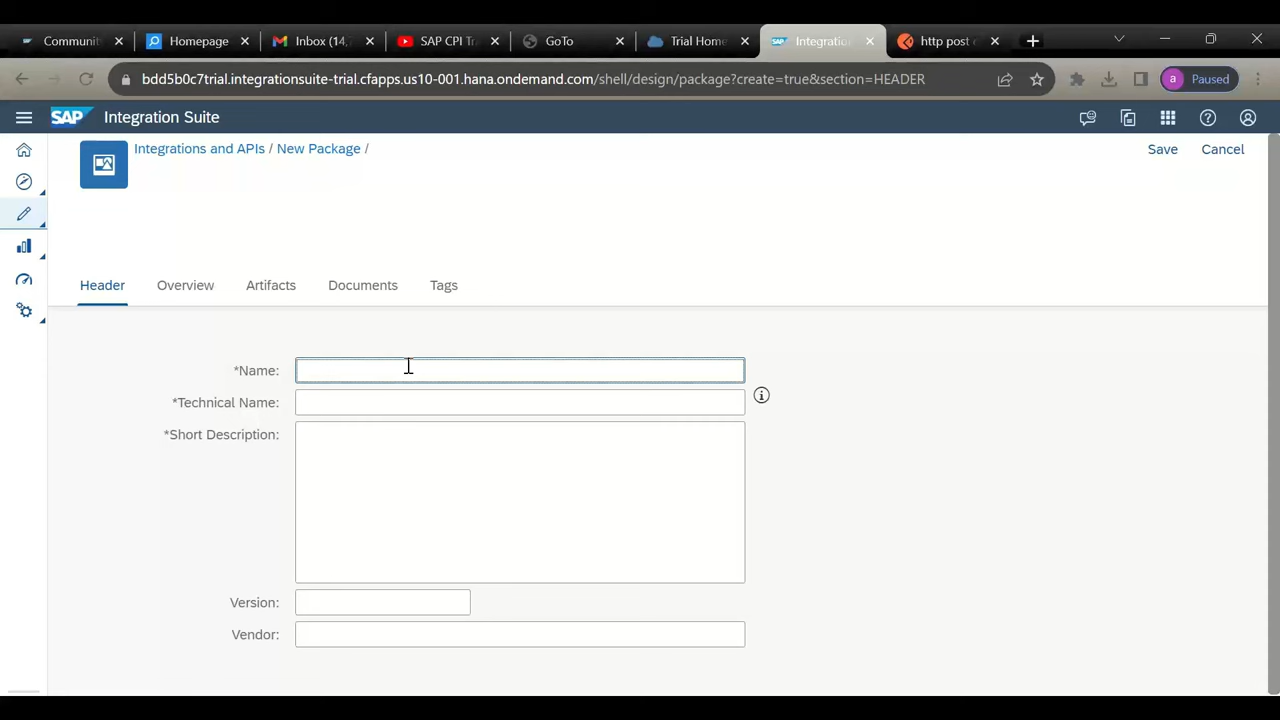 Community
Homepage
Inbox (14,
SAP CPI Tr
GoTo
Trial Home
Integratio
http post
bdd5b0c7trial.integrationsuite-trial.cfapps.us10-001.hana.ondemand.com/shell/design/package?create=true&section=HEADER
a Paused
SAP Integration Suite
Integrations and APIs / New Package /
Save Cancel
Header Overview Artifacts Documents Tags
*Name:
*Technical Name:
*Short Description:
Version:
Vendor: